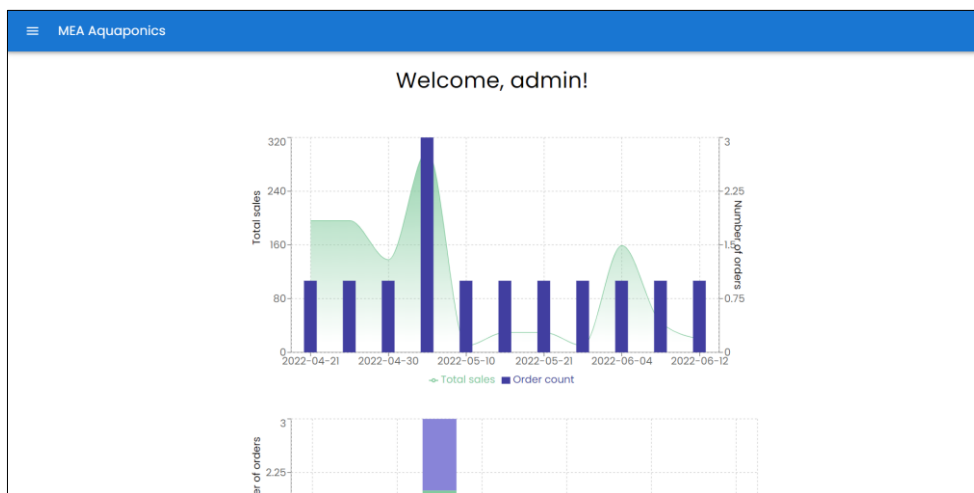 MEA Aquaponics
Welcome, admin!
320
240
160
80
0
Total sales
3
2.25
1.5
0.75
0
Number of orders
2022-04-21
2022-04-30
2022-05-10
2022-05-21
2022-06-04
2022-06-12
Total sales
Order count
3
2.25
of orders